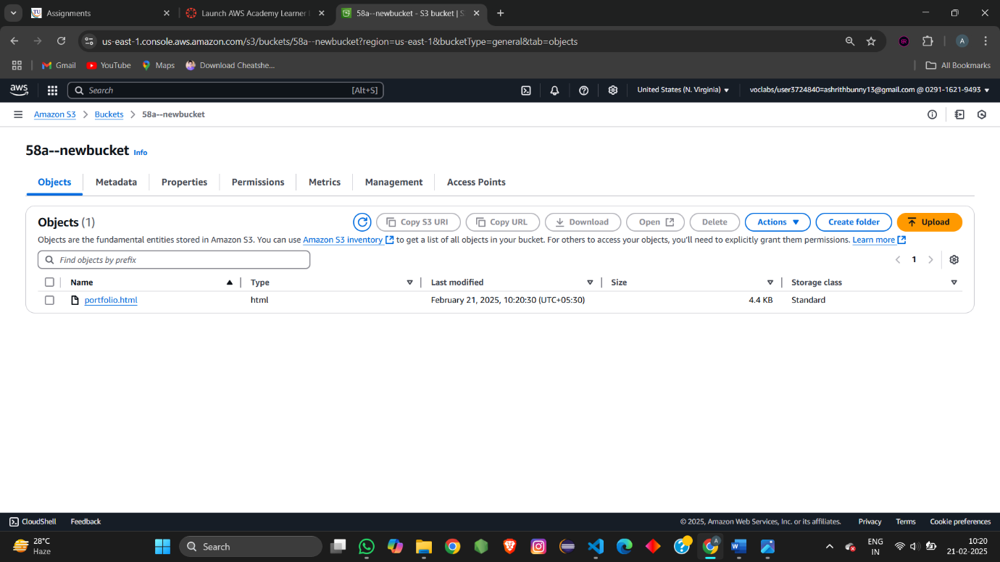 Assignments
Launch AWS Academy Learner
58a--newbucket - S3 bucket | S
us-east-1.console.aws.amazon.com/s3/buckets/58a--newbucket?region=us-east-1&bucketType=general&tab=objects
A
Gmail YouTube Maps Download Cheatshe... All Bookmarks
aws Search [Alt+S] United States (N. Virginia) voclabs/user3724840=ashrithbunny13@gmail.com @ 0291-1621-9493
Amazon S3 Buckets 58a--newbucket
58a--newbucket Info
Objects Metadata Properties Permissions Metrics Management Access Points
Objects (1) Copy S3 URI Copy URL Download Open Delete Actions Create folder Upload
Objects are the fundamental entities stored in Amazon S3. You can use Amazon S3 inventory to get a list of all objects in your bucket. For others to access your objects, you'll need to explicitly grant them permissions. Learn more
Find objects by prefix 1
Name Type Last modified Size Storage class
portfolio.html html February 21, 2025, 10:20:30 (UTC+05:30) 4.4 KB Standard
CloudShell Feedback © 2025, Amazon Web Services, Inc. or its affiliates. Privacy Terms Cookie preferences
28°C
Haze
Search
ENG
IN
10:20
21-02-2025